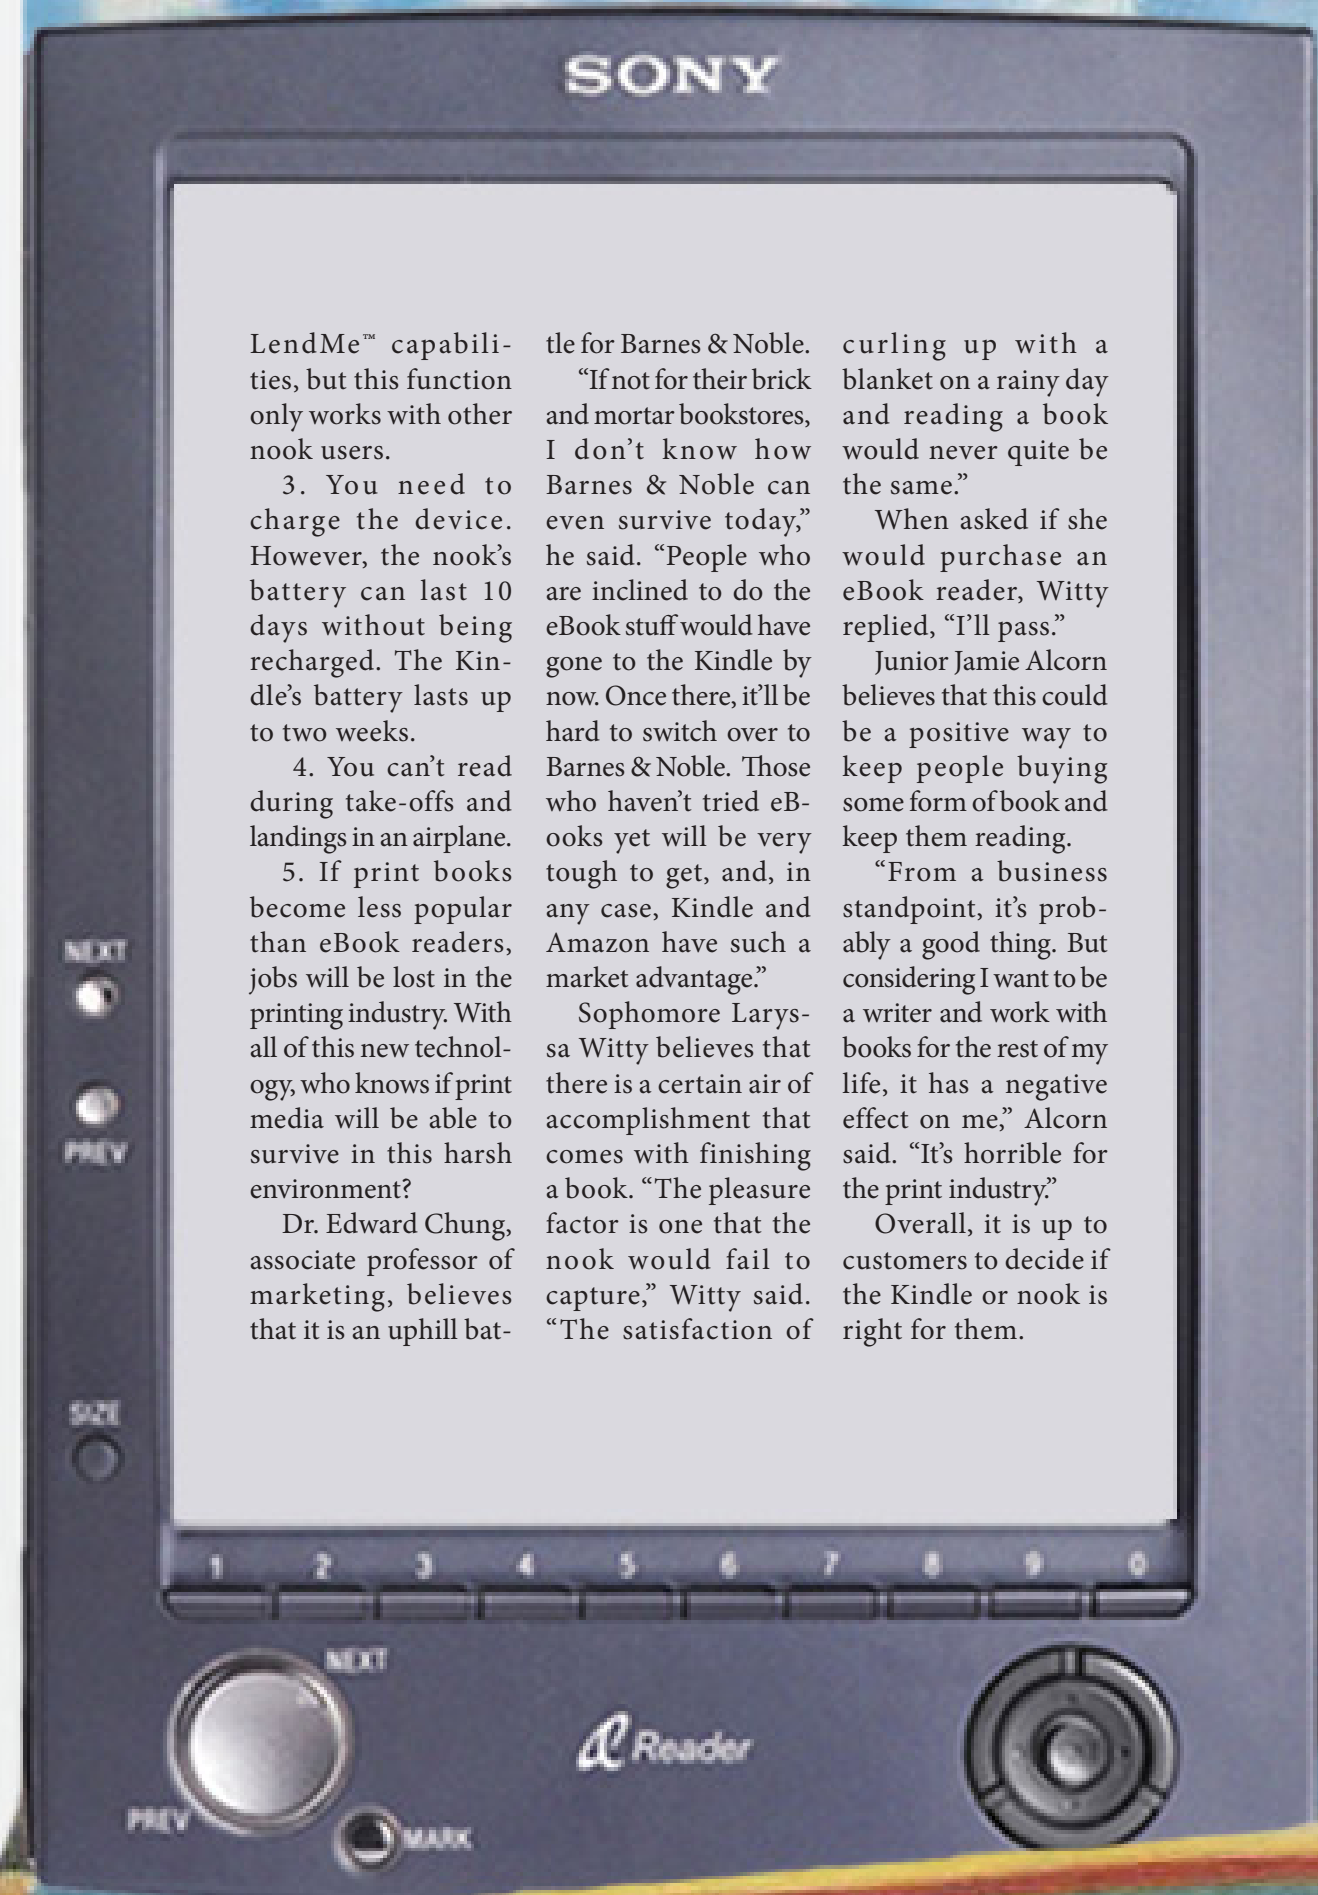 SONY
LendMe™ capabili-
ties, but this function
only works with other
nook users.
3. You need to
charge the device.
However, the nook's
battery can last 10
days without being
recharged. The Kin-
dle's battery lasts up
to two weeks.
4. You can't read
during take-offs and
landings in an airplane.
5. If print books
become less popular
than eBook readers,
jobs will be lost in the
printing industry. With
all of this new technol-
ogy, who knows if print
media will be able to
survive in this harsh
environment?
Dr. Edward Chung,
associate professor of
marketing, believes
that it is an uphill bat-
tle for Barnes & Noble.
“If not for their brick
and mortar bookstores,
I don't know how
Barnes & Noble can
even survive today,”
he said. “People who
are inclined to do the
eBook stuff would have
gone to the Kindle by
now. Once there, it'll be
hard to switch over to
Barnes & Noble. Those
who haven't tried eB-
ooks yet will be very
tough to get, and, in
any case, Kindle and
Amazon have such a
market advantage.”
Sophomore Larys-
sa Witty believes that
there is a certain air of
accomplishment that
comes with finishing
a book. “The pleasure
factor is one that the
nook would fail to
capture,” Witty said.
“The satisfaction of
curling up with a
blanket on a rainy day
and reading a book
would never quite be
the same.”
When asked if she
would purchase an
eBook reader, Witty
replied, “I'll pass.”
Junior Jamie Alcorn
believes that this could
be a positive way to
keep people buying
some form of book and
keep them reading.
“From a business
standpoint, it's prob-
ably a good thing. But
considering I want to be
a writer and work with
books for the rest of my
life, it has a negative
effect on me,” Alcorn
said. “It's horrible for
the print industry.”
Overall, it is up to
customers to decide if
the Kindle or nook is
right for them.
NEXT
PREV
SIZE
1 2 3 4 5 6 7 8 9 0
NEXT
Reader
PREV
MARK